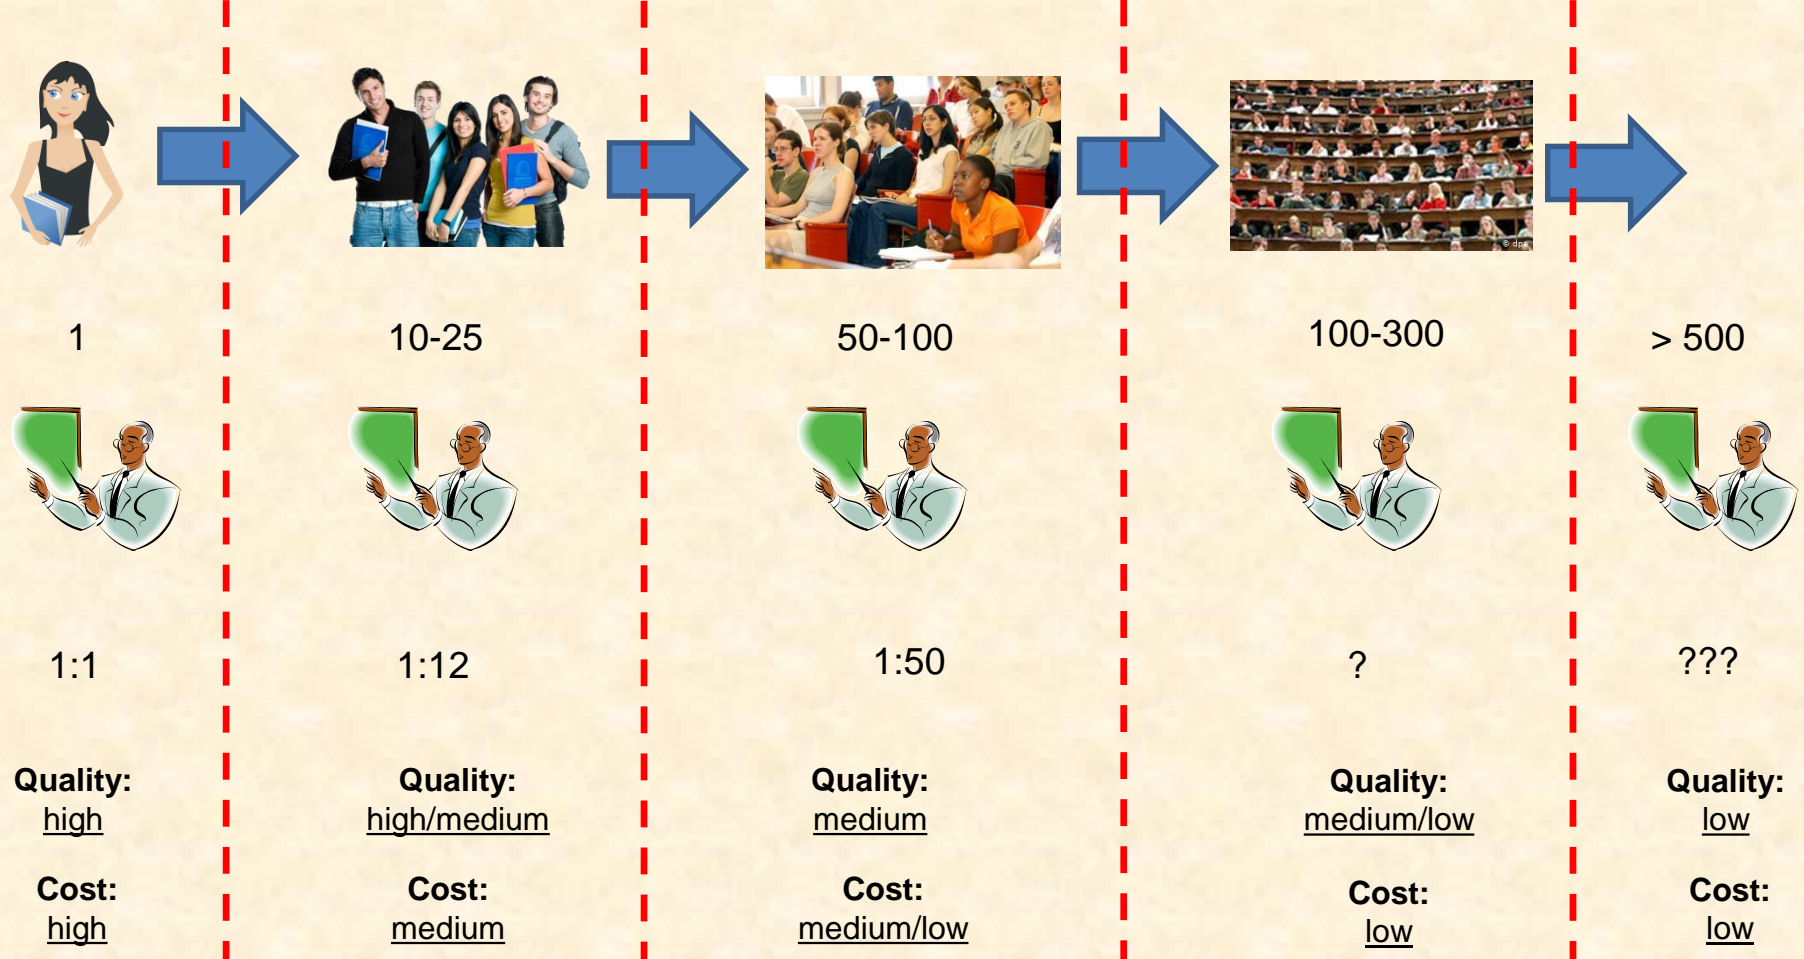 © dpa
1
10-25
50-100
100-300
> 500
1:1
1:12
1:50
?
???
Quality:
high
Quality:
high/medium
Quality:
medium
Quality:
medium/low
Quality:
low
Cost:
high
Cost:
medium
Cost:
medium/low
Cost:
low
Cost:
low